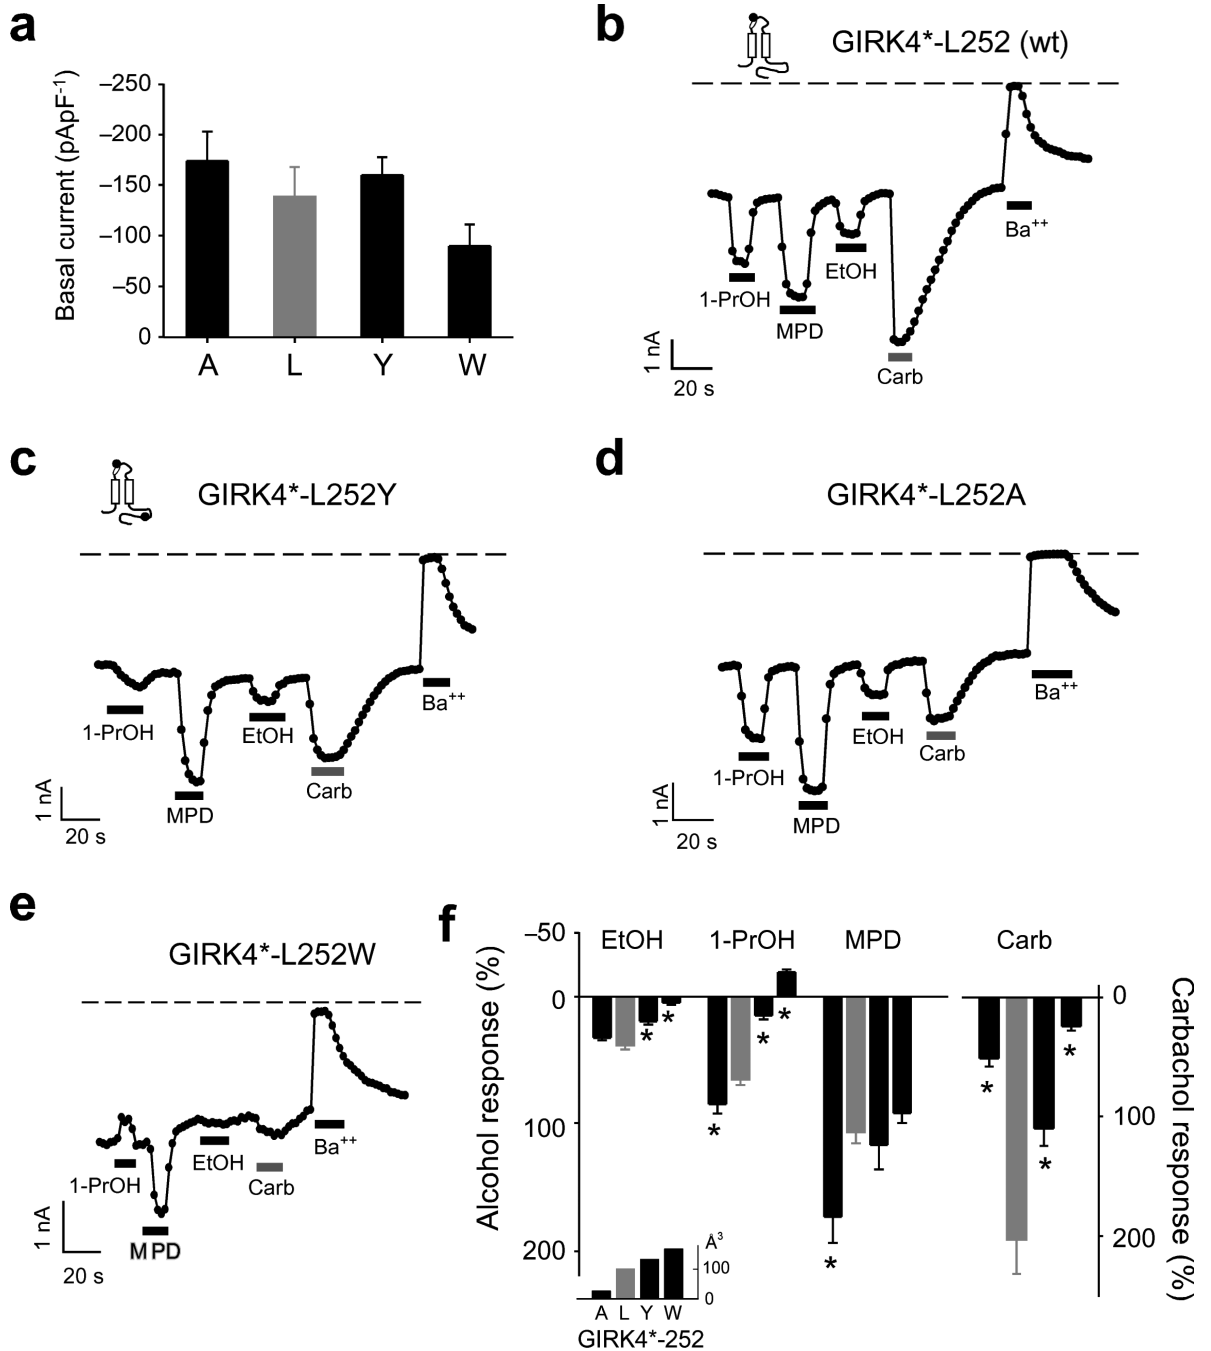 a
Basal current (pApF⁻¹)
–250
–200
–150
–100
–50
0
A L Y W
b
GIRK4*-L252 (wt)
1-PrOH
MPD
EtOH
Carb
Ba⁺⁺
1 nA
20 s
c
GIRK4*-L252Y
1-PrOH
MPD
EtOH
Carb
Ba⁺⁺
1 nA
20 s
d
GIRK4*-L252A
1-PrOH
MPD
EtOH
Carb
Ba⁺⁺
1 nA
20 s
e
GIRK4*-L252W
1-PrOH
MPD
EtOH
Carb
Ba⁺⁺
1 nA
20 s
f
Alcohol response (%)
–50
0
100
200
EtOH 1-PrOH MPD Carb
* * * * * * * * *
Å³
100
0
A L Y W
GIRK4*-252
0
100
200
Carbachol response (%)